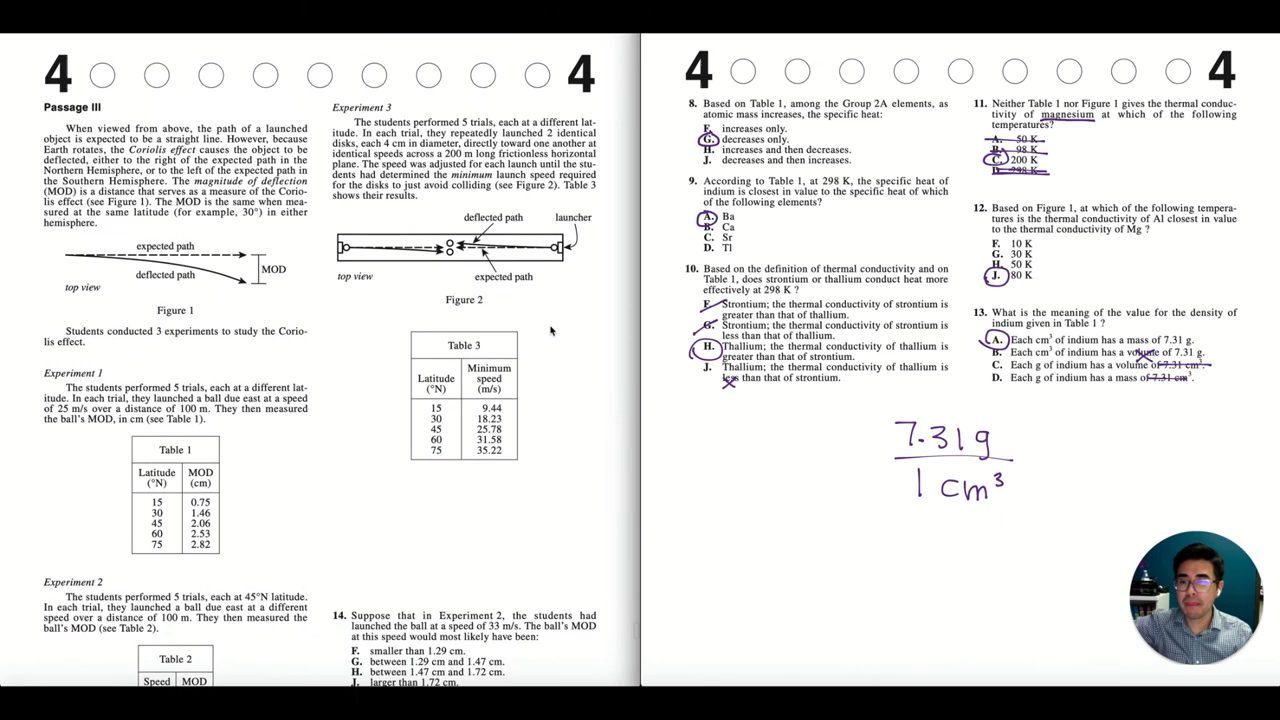 4 4
Passage III
When viewed from above, the path of a launched
object is expected to be a straight line. However, because
Earth rotates, the Coriolis effect causes the object to be
deflected, either to the right of the expected path in the
Northern Hemisphere, or to the left of the expected path in
the Southern Hemisphere. The magnitude of deflection
(MOD) is a distance that serves as a measure of the Corio-
lis effect (see Figure 1). The MOD is the same when mea-
sured at the same latitude (for example, 30°) in either
hemisphere.
expected path
deflected path
MOD
top view
Figure 1
Students conducted 3 experiments to study the Corio-
lis effect.
Experiment 1
The students performed 5 trials, each at a different lat-
itude. In each trial, they launched a ball due east at a speed
of 25 m/s over a distance of 100 m. They then measured
the ball's MOD, in cm (see Table 1).
Table 1
Latitude MOD
(°N) (cm)
15 0.75
30 1.46
45 2.06
60 2.53
75 2.82
Experiment 2
The students performed 5 trials, each at 45°N latitude.
In each trial, they launched a ball due east at a different
speed over a distance of 100 m. They then measured the
ball's MOD (see Table 2).
Table 2
Speed MOD
Experiment 3
The students performed 5 trials, each at a different lat-
itude. In each trial, they repeatedly launched 2 identical
disks, each 4 cm in diameter, directly toward one another at
identical speeds across a 200 m long frictionless horizontal
plane. The speed was adjusted for each launch until the stu-
dents had determined the minimum launch speed required
for the disks to just avoid colliding (see Figure 2). Table 3
shows their results.
deflected path launcher
top view expected path
Figure 2
Table 3
Minimum
Latitude speed
(°N) (m/s)
15 9.44
30 18.23
45 25.78
60 31.58
75 35.22
14. Suppose that in Experiment 2, the students had
launched the ball at a speed of 33 m/s. The ball's MOD
at this speed would most likely have been:
F. smaller than 1.29 cm.
G. between 1.29 cm and 1.47 cm.
H. between 1.47 cm and 1.72 cm.
J. larger than 1.72 cm.
4 4
8. Based on Table 1, among the Group 2A elements, as
atomic mass increases, the specific heat:
F. increases only.
G. decreases only.
H. increases and then decreases.
J. decreases and then increases.
9. According to Table 1, at 298 K, the specific heat of
indium is closest in value to the specific heat of which
of the following elements?
A. Ba
B. Ca
C. Sr
D. Tl
10. Based on the definition of thermal conductivity and on
Table 1, does strontium or thallium conduct heat more
effectively at 298 K ?
F. Strontium; the thermal conductivity of strontium is
greater than that of thallium.
G. Strontium; the thermal conductivity of strontium is
less than that of thallium.
H. Thallium; the thermal conductivity of thallium is
greater than that of strontium.
J. Thallium; the thermal conductivity of thallium is
less than that of strontium.
11. Neither Table 1 nor Figure 1 gives the thermal conduc-
tivity of magnesium at which of the following
temperatures?
A. 50 K
B. 98 K
C. 200 K
D. 298 K
12. Based on Figure 1, at which of the following tempera-
tures is the thermal conductivity of Al closest in value
to the thermal conductivity of Mg ?
F. 10 K
G. 30 K
H. 50 K
J. 80 K
13. What is the meaning of the value for the density of
indium given in Table 1 ?
A. Each cm³ of indium has a mass of 7.31 g.
B. Each cm³ of indium has a volume of 7.31 g.
C. Each g of indium has a volume of 7.31 cm³.
D. Each g of indium has a mass of 7.31 cm³.
7.31g
1 cm³